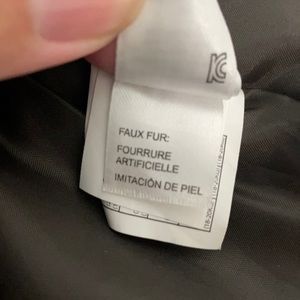 FAUX FUR:
FOURRURE
ARTIFICIELLE
IMITACIÓN DE PIEL